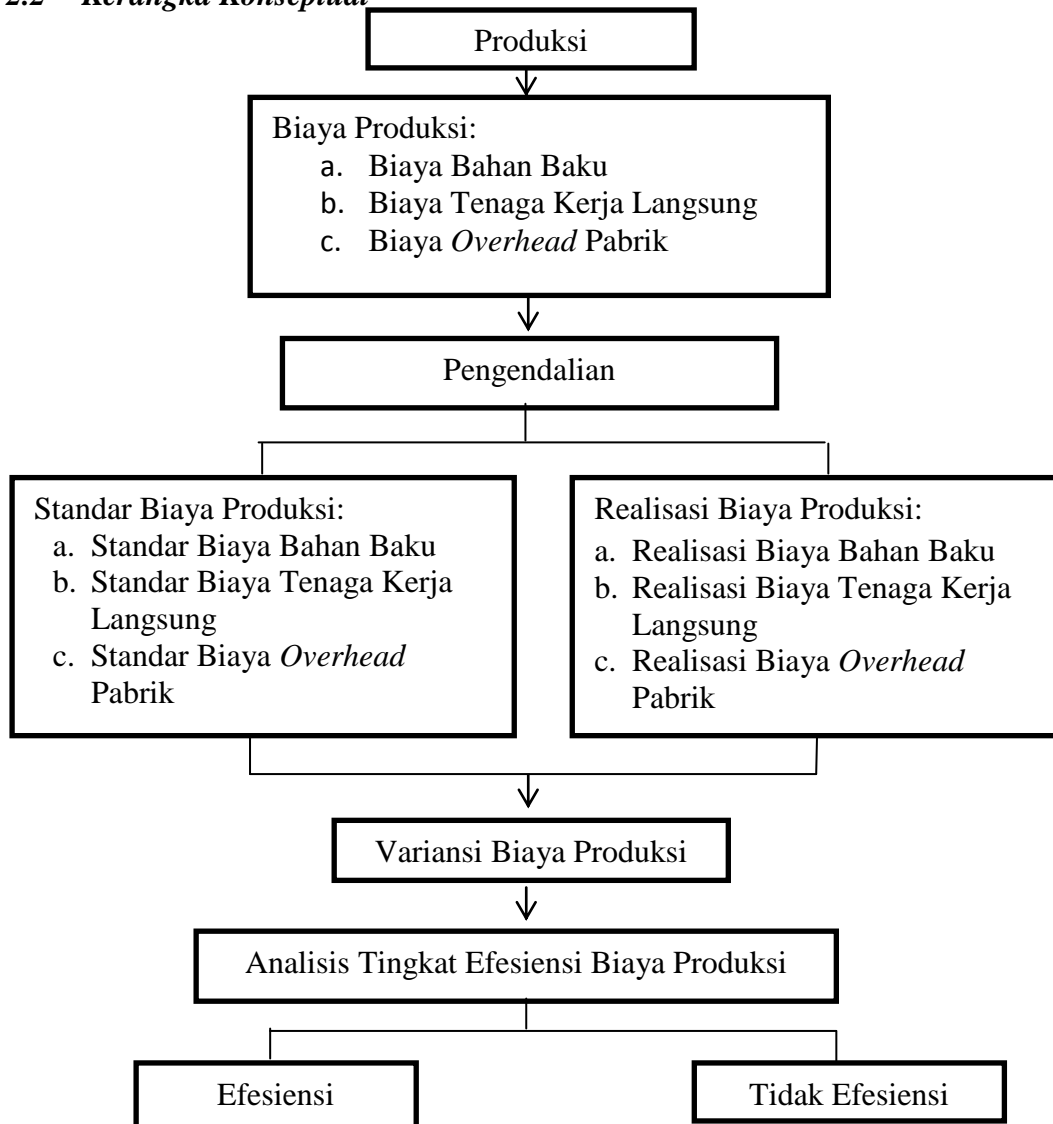 2.2 Kerangka Konseptual
Produksi
Biaya Produksi:
a. Biaya Bahan Baku
b. Biaya Tenaga Kerja Langsung
c. Biaya Overhead Pabrik
Pengendalian
Standar Biaya Produksi:
a. Standar Biaya Bahan Baku
b. Standar Biaya Tenaga Kerja
Langsung
c. Standar Biaya Overhead
Pabrik
Realisasi Biaya Produksi:
a. Realisasi Biaya Bahan Baku
b. Realisasi Biaya Tenaga Kerja
Langsung
c. Realisasi Biaya Overhead
Pabrik
Variansi Biaya Produksi
Analisis Tingkat Efesiensi Biaya Produksi
Efesiensi
Tidak Efesiensi